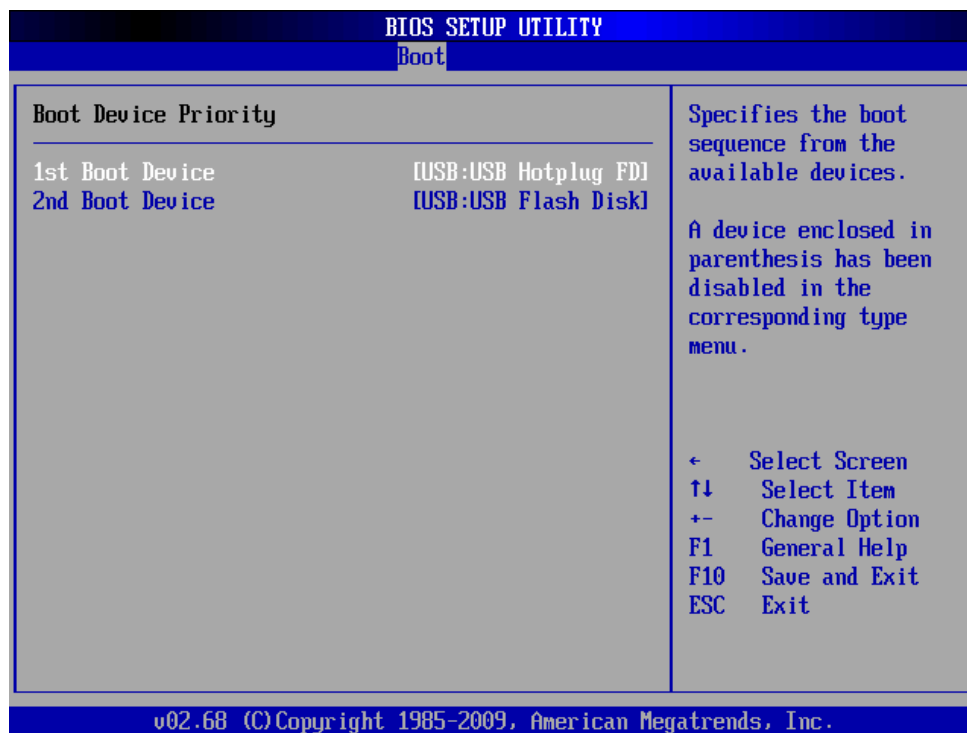 BIOS SETUP UTILITY
Boot
Boot Device Priority
1st Boot Device [USB:USB Hotplug FD]
2nd Boot Device [USB:USB Flash Disk]
Specifies the boot
sequence from the
available devices.
A device enclosed in
parenthesis has been
disabled in the
corresponding type
menu.
← Select Screen
↑↓ Select Item
+- Change Option
F1 General Help
F10 Save and Exit
ESC Exit
v02.68 (C)Copyright 1985-2009, American Megatrends, Inc.